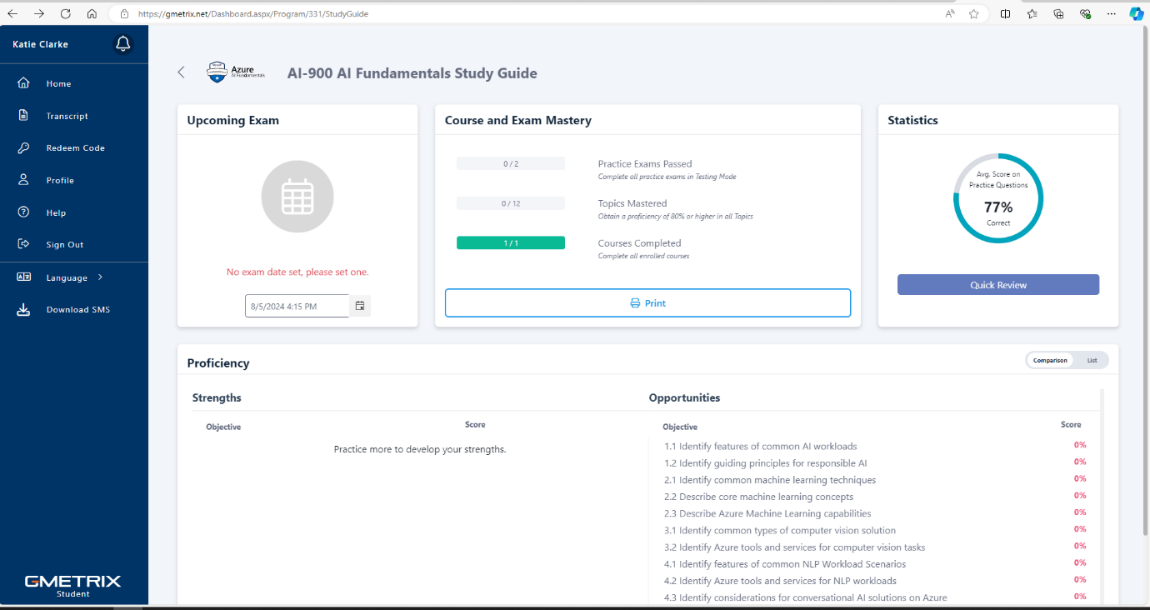 https://gmetrix.net/Dashboard.aspx/Program/331/StudyGuide
Katie Clarke
Home
Transcript
Redeem Code
Profile
Help
Sign Out
Language
Download SMS
GMETRIX
Student
Azure
AI Fundamentals
AI-900 AI Fundamentals Study Guide
Upcoming Exam
No exam date set, please set one.
8/5/2024 4:15 PM
Course and Exam Mastery
0 / 2
Practice Exams Passed
Complete all practice exams in Testing Mode
0 / 12
Topics Mastered
Obtain a proficiency of 80% or higher in all Topics
1 / 1
Courses Completed
Complete all enrolled courses
Print
Statistics
Avg. Score on
Practice Questions
77%
Correct
Quick Review
Proficiency
Comparison List
Strengths
Objective Score
Practice more to develop your strengths.
Opportunities
Objective Score
1.1 Identify features of common AI workloads 0%
1.2 Identify guiding principles for responsible AI 0%
2.1 Identify common machine learning techniques 0%
2.2 Describe core machine learning concepts 0%
2.3 Describe Azure Machine Learning capabilities 0%
3.1 Identify common types of computer vision solution 0%
3.2 Identify Azure tools and services for computer vision tasks 0%
4.1 Identify features of common NLP Workload Scenarios 0%
4.2 Identify Azure tools and services for NLP workloads 0%
4.3 Identify considerations for conversational AI solutions on Azure 0%